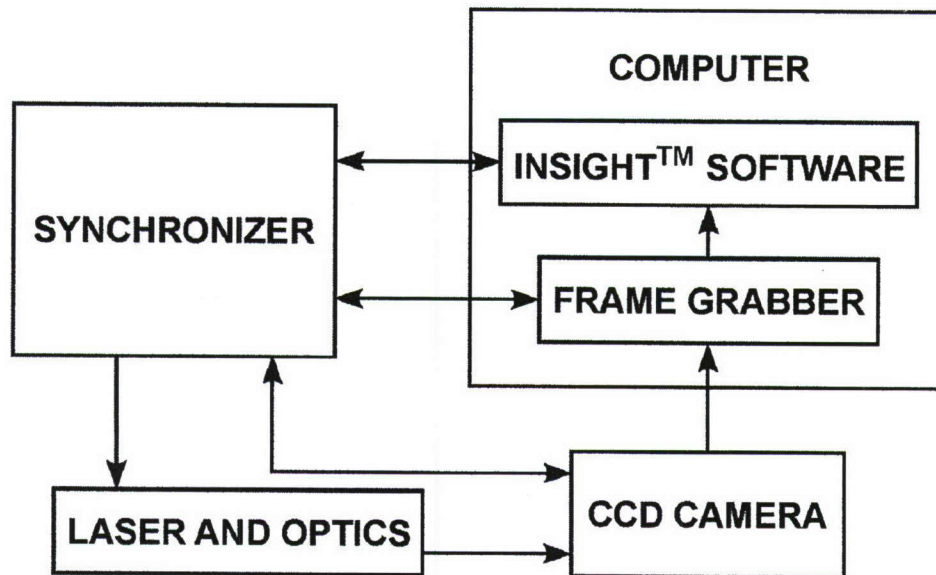 COMPUTER
INSIGHT™ SOFTWARE
SYNCHRONIZER
FRAME GRABBER
LASER AND OPTICS
CCD CAMERA